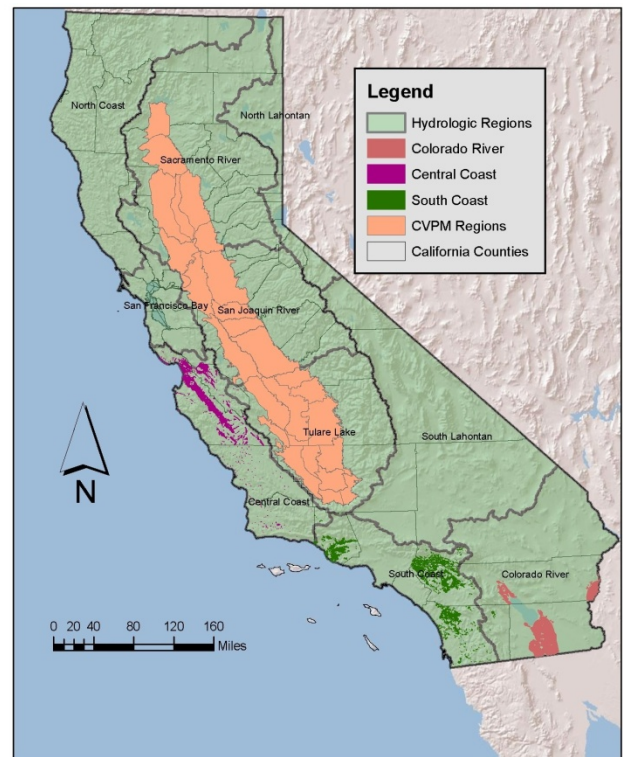 North Coast
North Lahontan
Sacramento River
San Francisco Bay
San Joaquin River
Tulare Lake
South Lahontan
Central Coast
South Coast
Colorado River
Legend
Hydrologic Regions
Colorado River
Central Coast
South Coast
CVPM Regions
California Counties
N
0 20 40 80 120 160
Miles